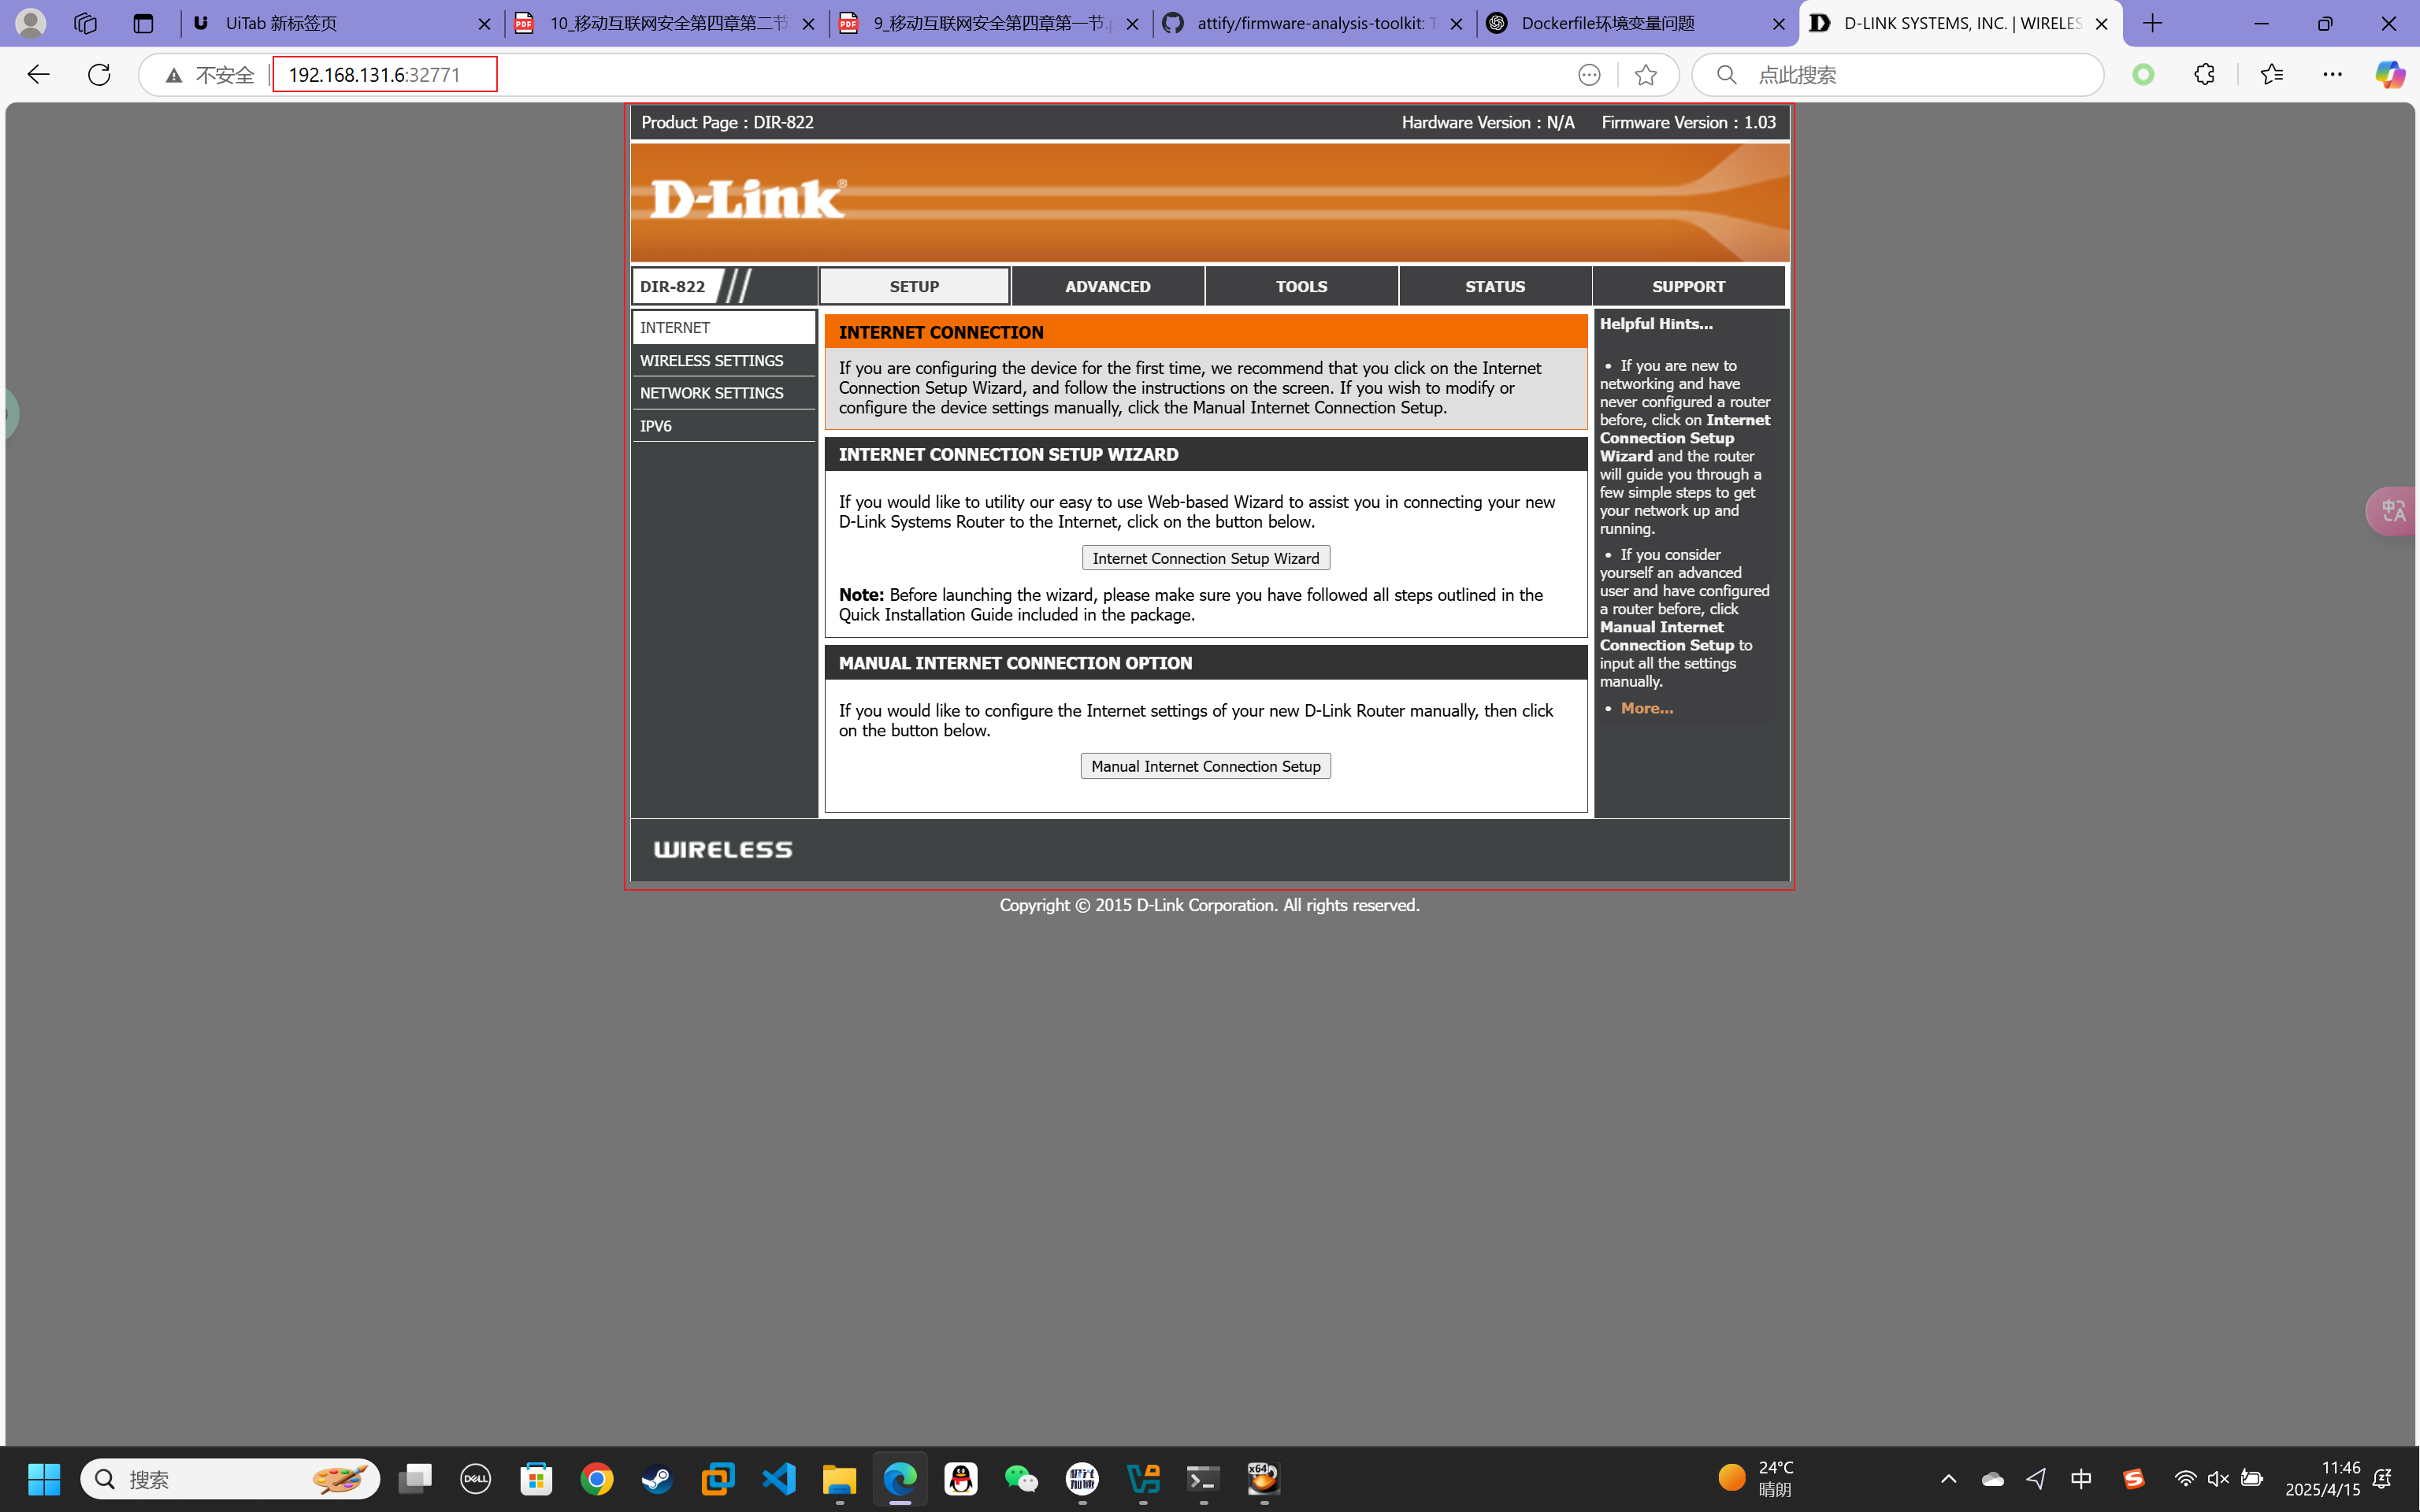 UiTab 新标签页
10_移动互联网安全第四章第二节
9_移动互联网安全第四章第一节.p
attify/firmware-analysis-toolkit: T
Dockerfile环境变量问题
D-LINK SYSTEMS, INC. | WIRELES
不安全
192.168.131.6:32771
点此搜索
Product Page : DIR-822
Hardware Version : N/A
Firmware Version : 1.03
D-Link®
DIR-822
SETUP
ADVANCED
TOOLS
STATUS
SUPPORT
INTERNET
WIRELESS SETTINGS
NETWORK SETTINGS
IPV6
INTERNET CONNECTION
If you are configuring the device for the first time, we recommend that you click on the Internet
Connection Setup Wizard, and follow the instructions on the screen. If you wish to modify or
configure the device settings manually, click the Manual Internet Connection Setup.
INTERNET CONNECTION SETUP WIZARD
If you would like to utility our easy to use Web-based Wizard to assist you in connecting your new
D-Link Systems Router to the Internet, click on the button below.
Internet Connection Setup Wizard
Note: Before launching the wizard, please make sure you have followed all steps outlined in the
Quick Installation Guide included in the package.
MANUAL INTERNET CONNECTION OPTION
If you would like to configure the Internet settings of your new D-Link Router manually, then click
on the button below.
Manual Internet Connection Setup
Helpful Hints...
• If you are new to
networking and have
never configured a router
before, click on Internet
Connection Setup
Wizard and the router
will guide you through a
few simple steps to get
your network up and
running.
• If you consider
yourself an advanced
user and have configured
a router before, click
Manual Internet
Connection Setup to
input all the settings
manually.
• More...
WIRELESS
Copyright © 2015 D-Link Corporation. All rights reserved.
搜索
DELL
x64
24°C
晴朗
中
11:46
2025/4/15